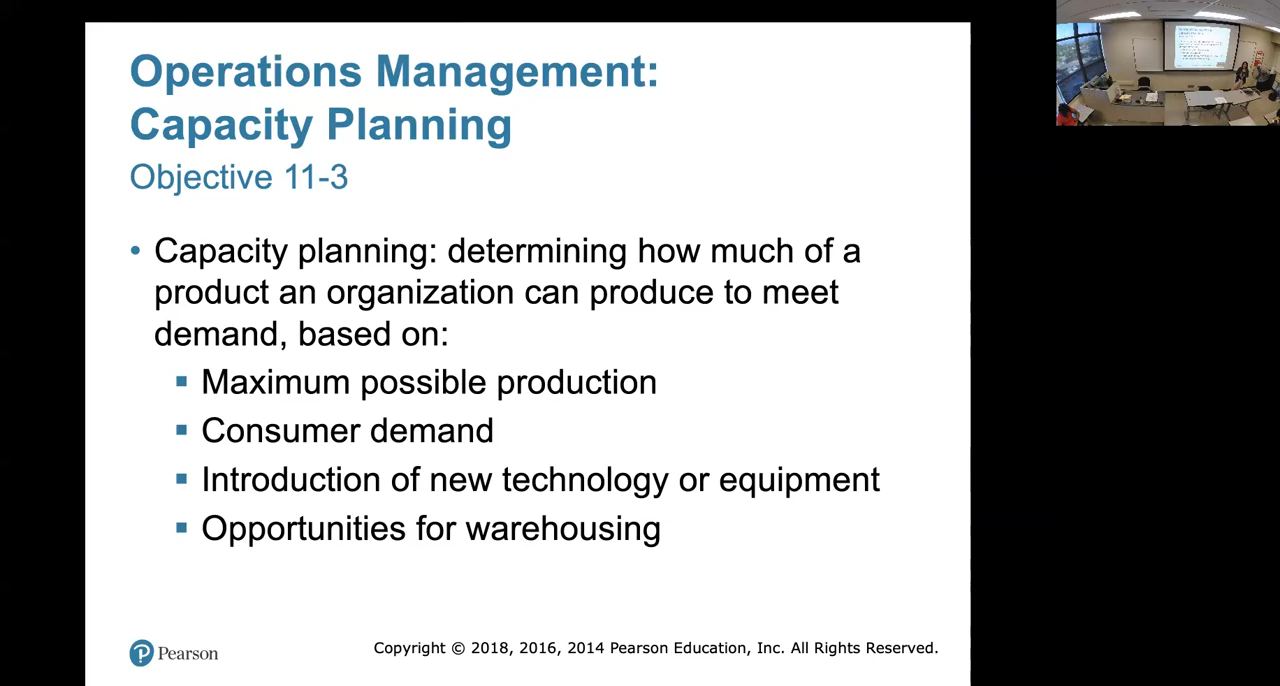 Operations Management:
Capacity Planning
Objective 11-3
• Capacity planning: determining how much of a
product an organization can produce to meet
demand, based on:
▪ Maximum possible production
▪ Consumer demand
▪ Introduction of new technology or equipment
▪ Opportunities for warehousing
Pearson
Copyright © 2018, 2016, 2014 Pearson Education, Inc. All Rights Reserved.